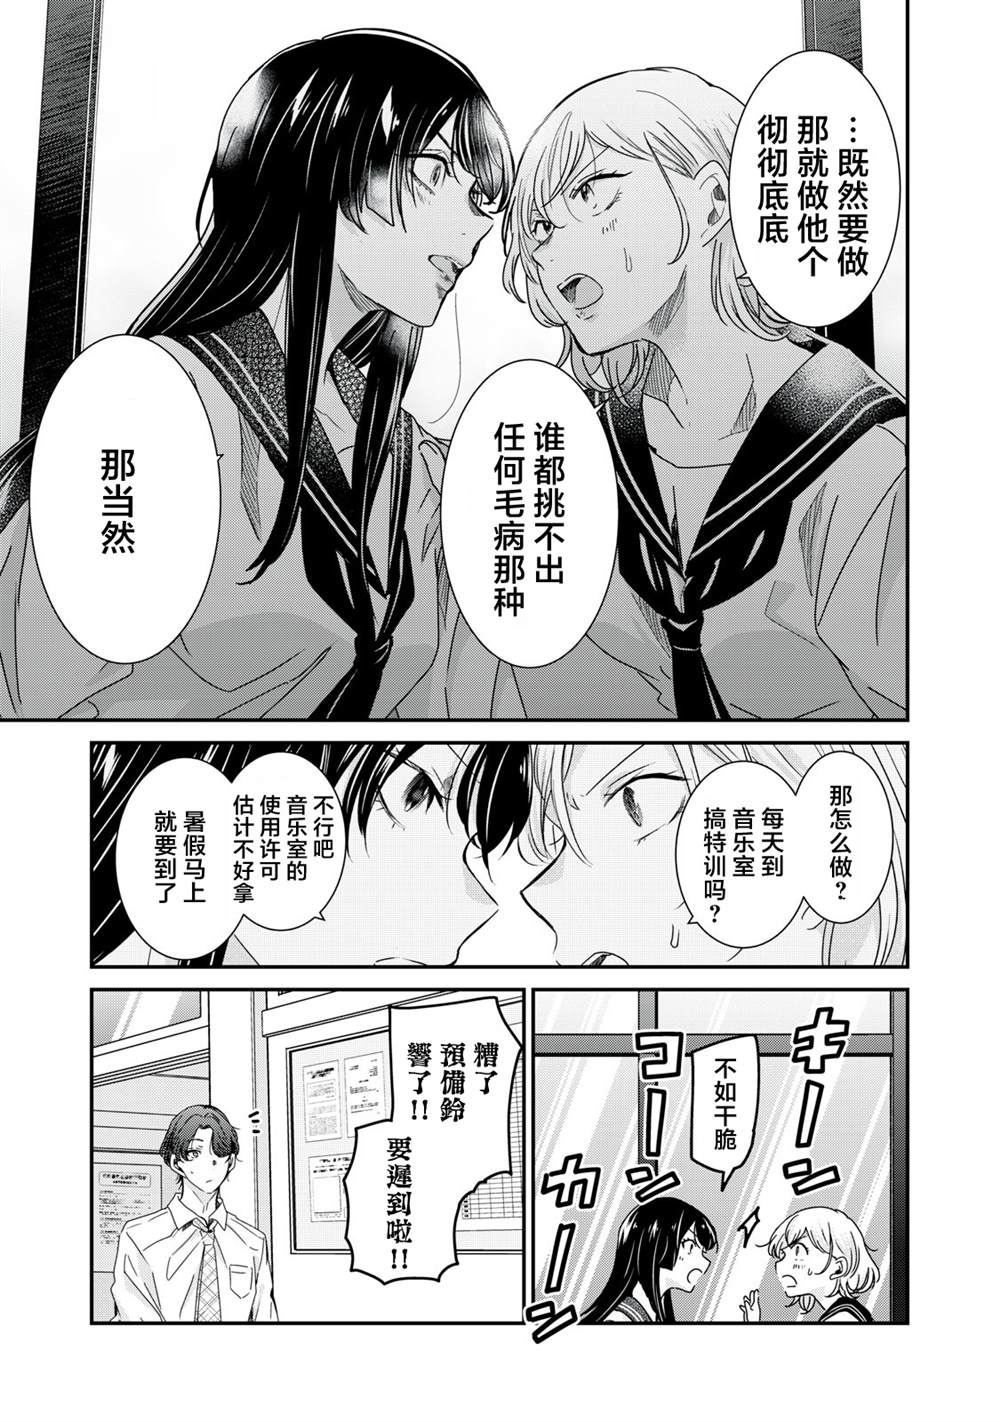 …既然要做
那就做他个
彻彻底底
谁都挑不出
任何毛病那种
那当然
那怎么做?
每天到
音乐室
搞特训吗?
不行吧
音乐室的
使用许可
估计不好拿
暑假马上
就要到了
キーン
コーン
カーン
不如干脆
糟了
預備鈴
響了!!
要遲到啦!!